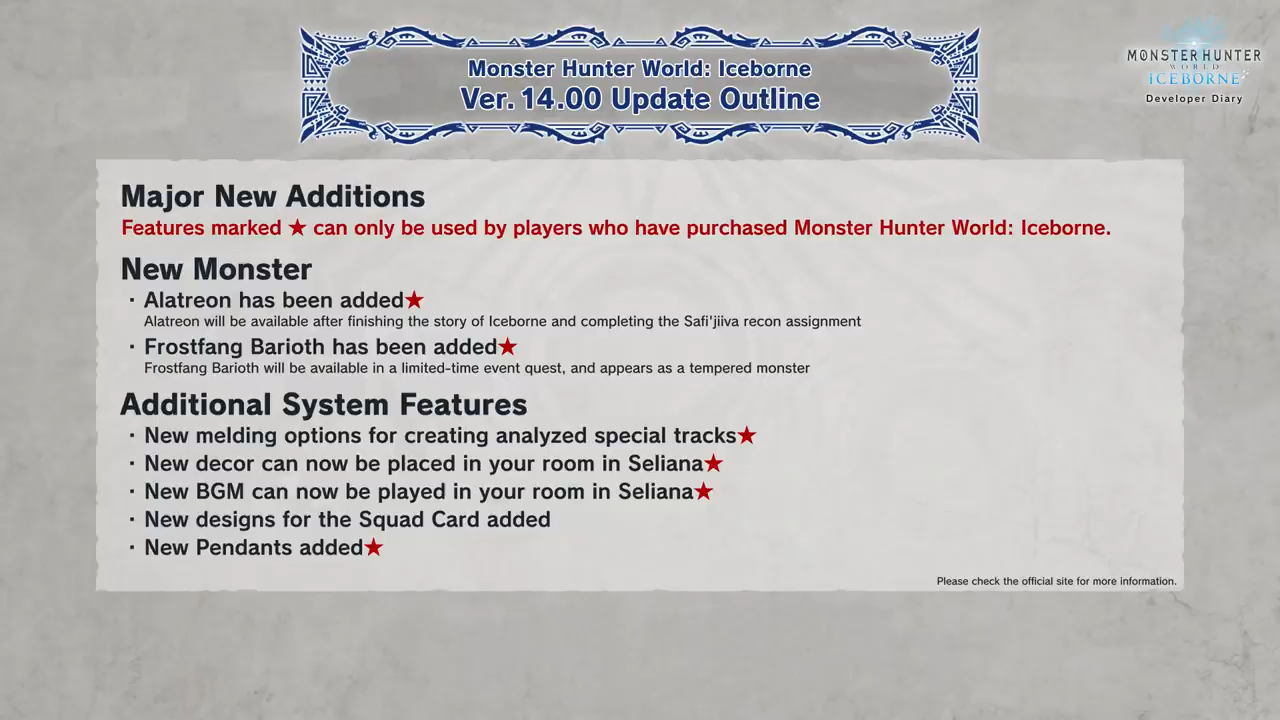 Monster Hunter World: Iceborne
Ver. 14.00 Update Outline
MONSTER HUNTER
WORLD
ICEBORNE
Developer Diary
Major New Additions
Features marked ★ can only be used by players who have purchased Monster Hunter World: Iceborne.
New Monster
· Alatreon has been added★
Alatreon will be available after finishing the story of Iceborne and completing the Safi'jiiva recon assignment
· Frostfang Barioth has been added★
Frostfang Barioth will be available in a limited-time event quest, and appears as a tempered monster
Additional System Features
· New melding options for creating analyzed special tracks★
· New decor can now be placed in your room in Seliana★
· New BGM can now be played in your room in Seliana★
· New designs for the Squad Card added
· New Pendants added★
Please check the official site for more information.